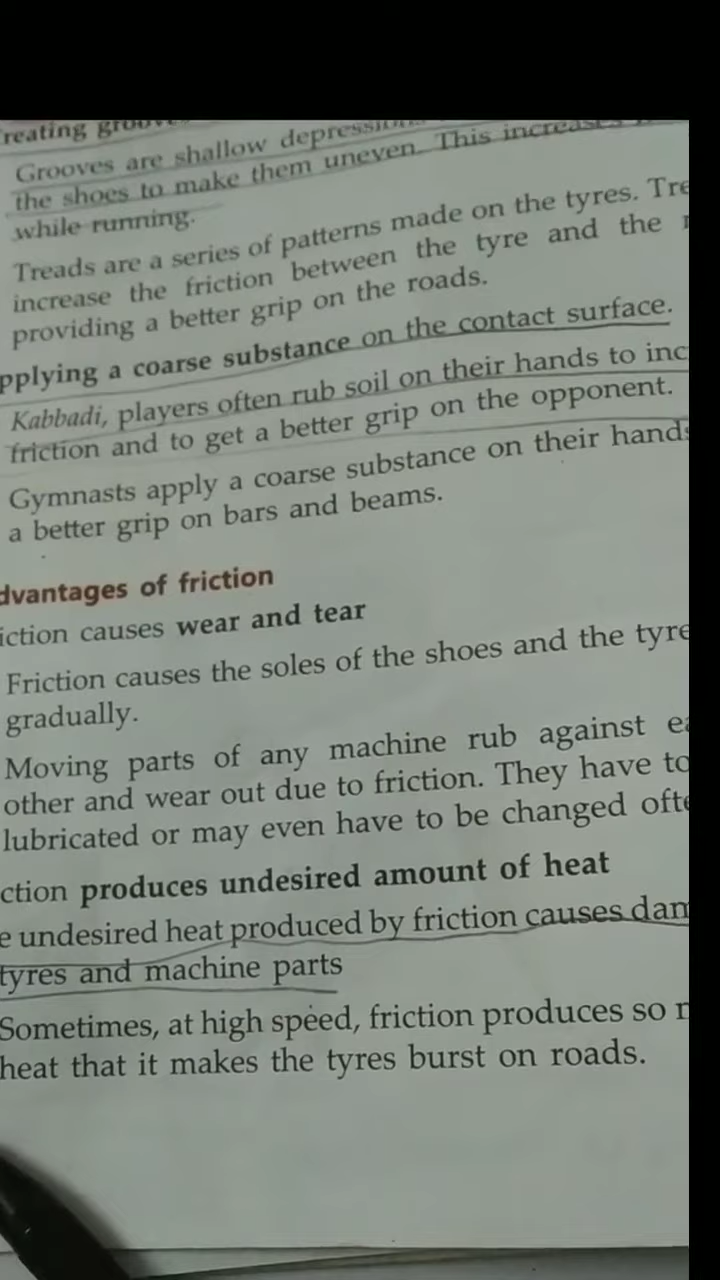 reating
Grooves are shallow
the shoes to make them uneven. This increases
while running.
Treads are a series of patterns made on the tyres. Tre
increase the friction between the tyre and the
providing a better grip on the roads.
pplying a coarse substance on the contact surface.
Kabbadi, players often rub soil on their hands to inc
friction and to get a better grip on the opponent.
Gymnasts apply a coarse substance on their hands
a better grip on bars and beams.
dvantages of friction
iction causes wear and tear
Friction causes the soles of the shoes and the tyre
gradually.
Moving parts of any machine rub against ea
other and wear out due to friction. They have to
lubricated or may even have to be changed ofte
ction produces undesired amount of heat
e undesired heat produced by friction causes dam
tyres and machine parts
Sometimes, at high speed, friction produces so
heat that it makes the tyres burst on roads.